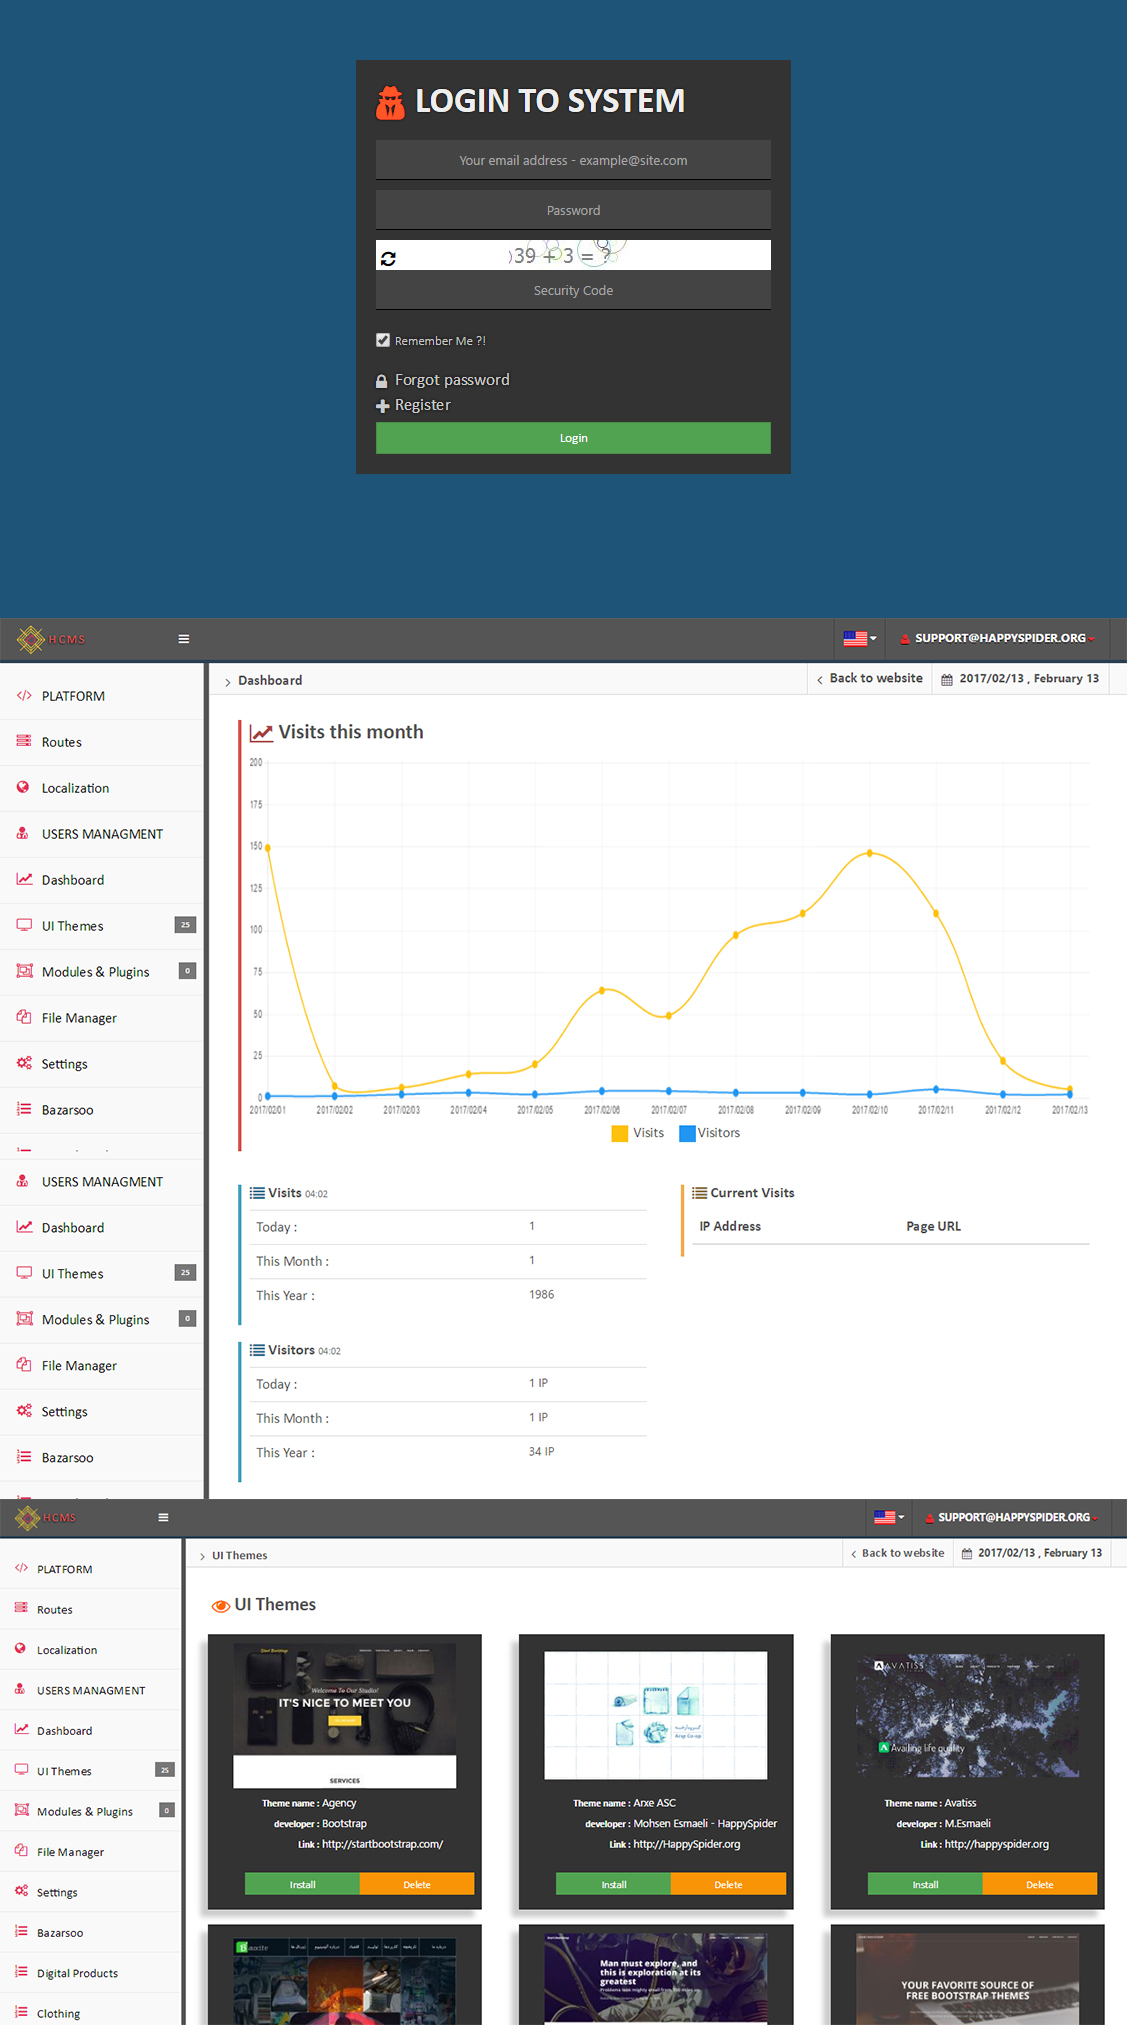 LOGIN TO SYSTEM
Your email address - example@site.com
Password
39 + 3 = ?
Security Code
Remember Me ?!
Forgot password
Register
Login
HCMS
SUPPORT@HAPPYSPIDER.ORG
Dashboard
Back to website
2017/02/13 , February 13
PLATFORM
Routes
Localization
USERS MANAGMENT
Dashboard
UI Themes 25
Modules & Plugins 0
File Manager
Settings
Bazarsoo
Visits this month
200
175
150
125
100
75
50
25
0
2017/02/01 2017/02/02 2017/02/03 2017/02/04 2017/02/05 2017/02/06 2017/02/07 2017/02/08 2017/02/09 2017/02/10 2017/02/11 2017/02/12 2017/02/13
Visits Visitors
USERS MANAGMENT
Dashboard
UI Themes 25
Modules & Plugins 0
File Manager
Settings
Bazarsoo
Visits 04:02
Today : 1
This Month : 1
This Year : 1986
Current Visits
IP Address Page URL
Visitors 04:02
Today : 1 IP
This Month : 1 IP
This Year : 34 IP
HCMS
SUPPORT@HAPPYSPIDER.ORG
UI Themes
Back to website
2017/02/13 , February 13
PLATFORM
Routes
Localization
USERS MANAGMENT
Dashboard
UI Themes 25
Modules & Plugins 0
File Manager
Settings
Bazarsoo
Digital Products
Clothing
UI Themes
Start Bootstrap
Welcome To Our Studio!
IT'S NICE TO MEET YOU
SERVICES
Theme name : Agency
developer : Bootstrap
Link : http://startbootstrap.com/
Install Delete
Arxp Co-op
Theme name : Arxe ASC
developer : Mohsen Esmaeli - HappySpider
Link : http://HappySpider.org
Install Delete
AVATISS
Availing life quality
Theme name : Avatiss
developer : M.Esmaeli
Link : http://happyspider.org
Install Delete
Man must explore, and
this is exploration at its
greatest
YOUR FAVORITE SOURCE OF
FREE BOOTSTRAP THEMES